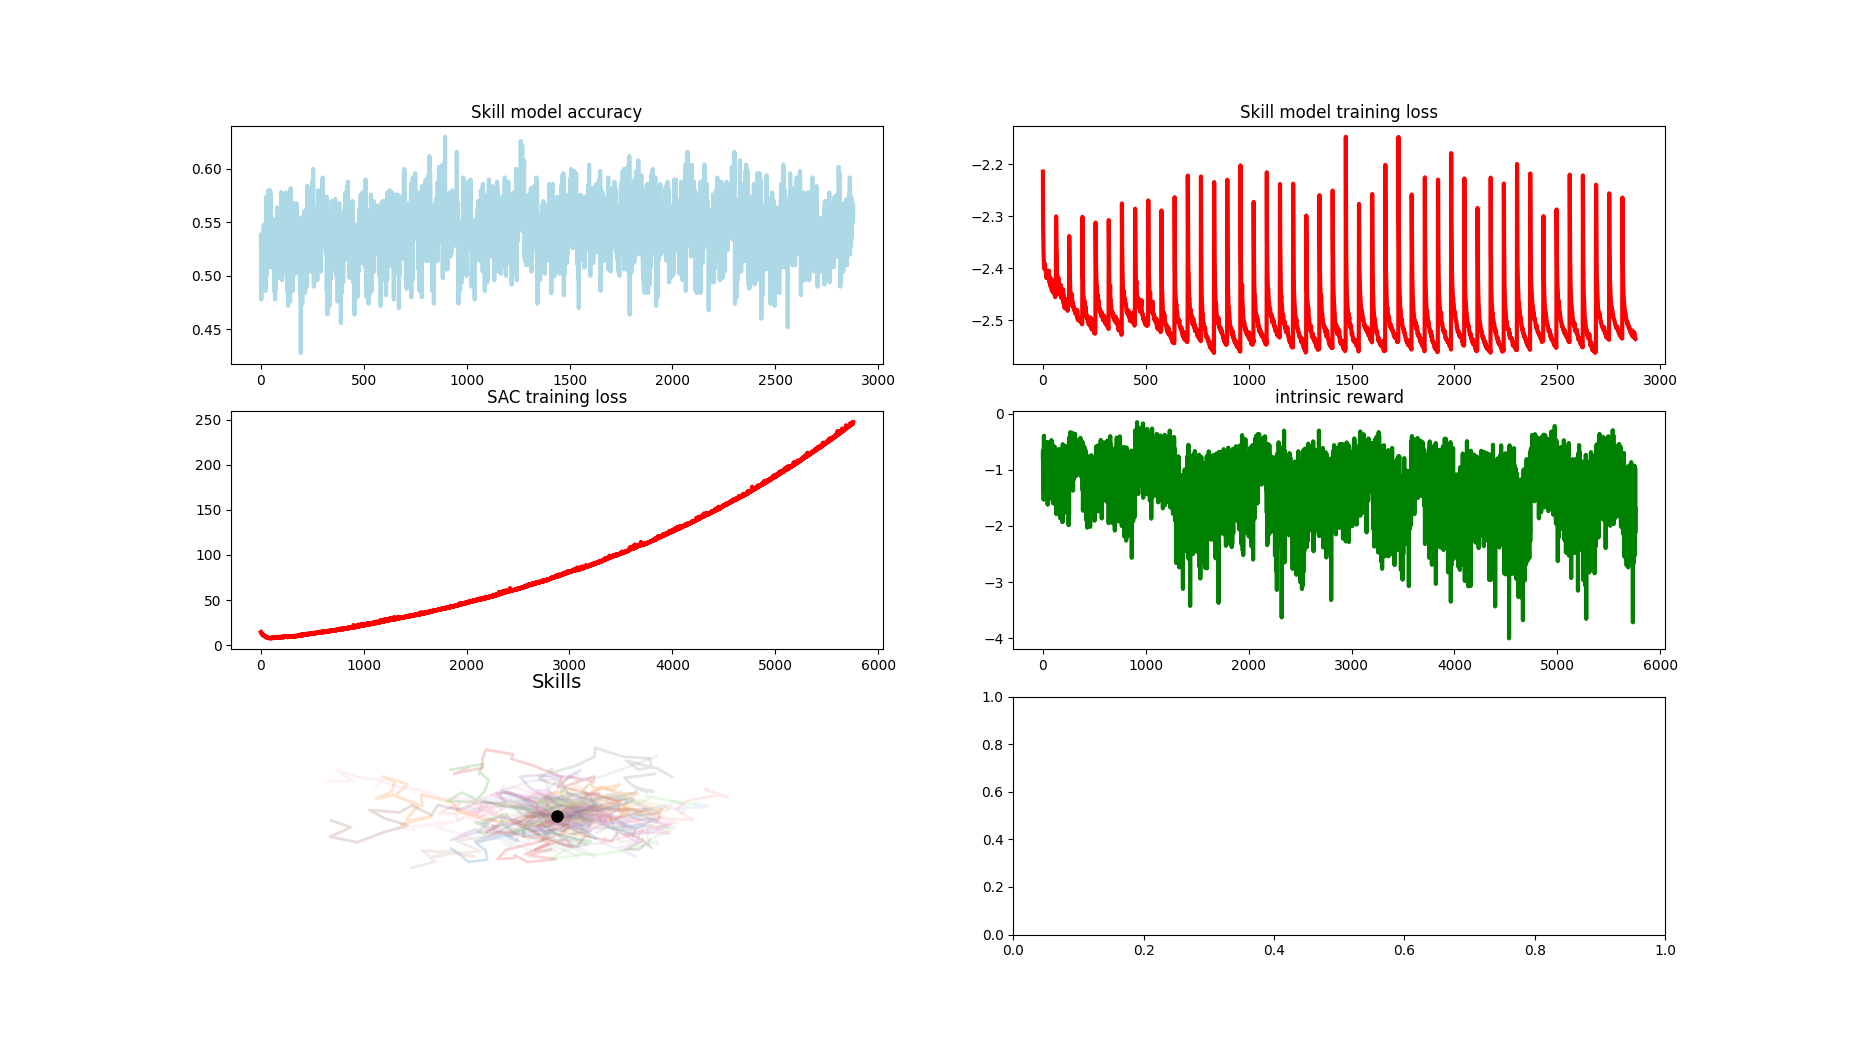 Skill model accuracy
0.60
0.55
0.50
0.45
0 500 1000 1500 2000 2500 3000
Skill model training loss
−2.2
−2.3
−2.4
−2.5
0 500 1000 1500 2000 2500 3000
SAC training loss
250
200
150
100
50
0
0 1000 2000 3000 4000 5000 6000
intrinsic reward
0
−1
−2
−3
−4
0 1000 2000 3000 4000 5000 6000
Skills
1.0
0.8
0.6
0.4
0.2
0.0
0.0 0.2 0.4 0.6 0.8 1.0